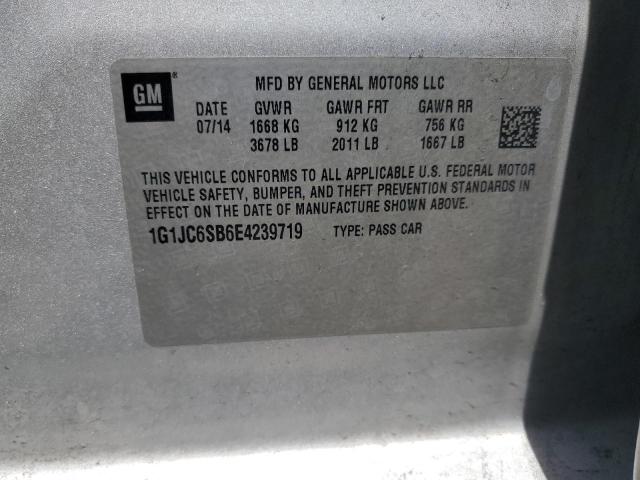 GM®
MFD BY GENERAL MOTORS LLC
DATE GVWR GAWR FRT GAWR RR
07/14 1668 KG 912 KG 756 KG
3678 LB 2011 LB 1667 LB
THIS VEHICLE CONFORMS TO ALL APPLICABLE U.S. FEDERAL MOTOR
VEHICLE SAFETY, BUMPER, AND THEFT PREVENTION STANDARDS IN
EFFECT ON THE DATE OF MANUFACTURE SHOWN ABOVE.
1G1JC6SB6E4239719 TYPE: PASS CAR